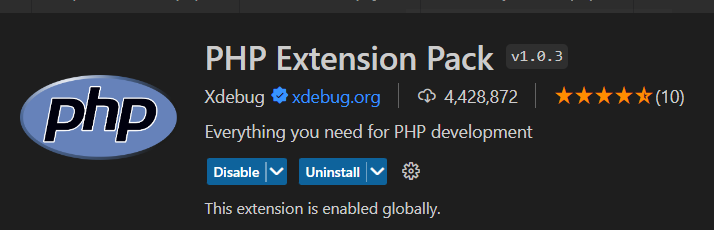 php
PHP Extension Pack v1.0.3
Xdebug xdebug.org 4,428,872 (10)
Everything you need for PHP development
Disable Uninstall
This extension is enabled globally.